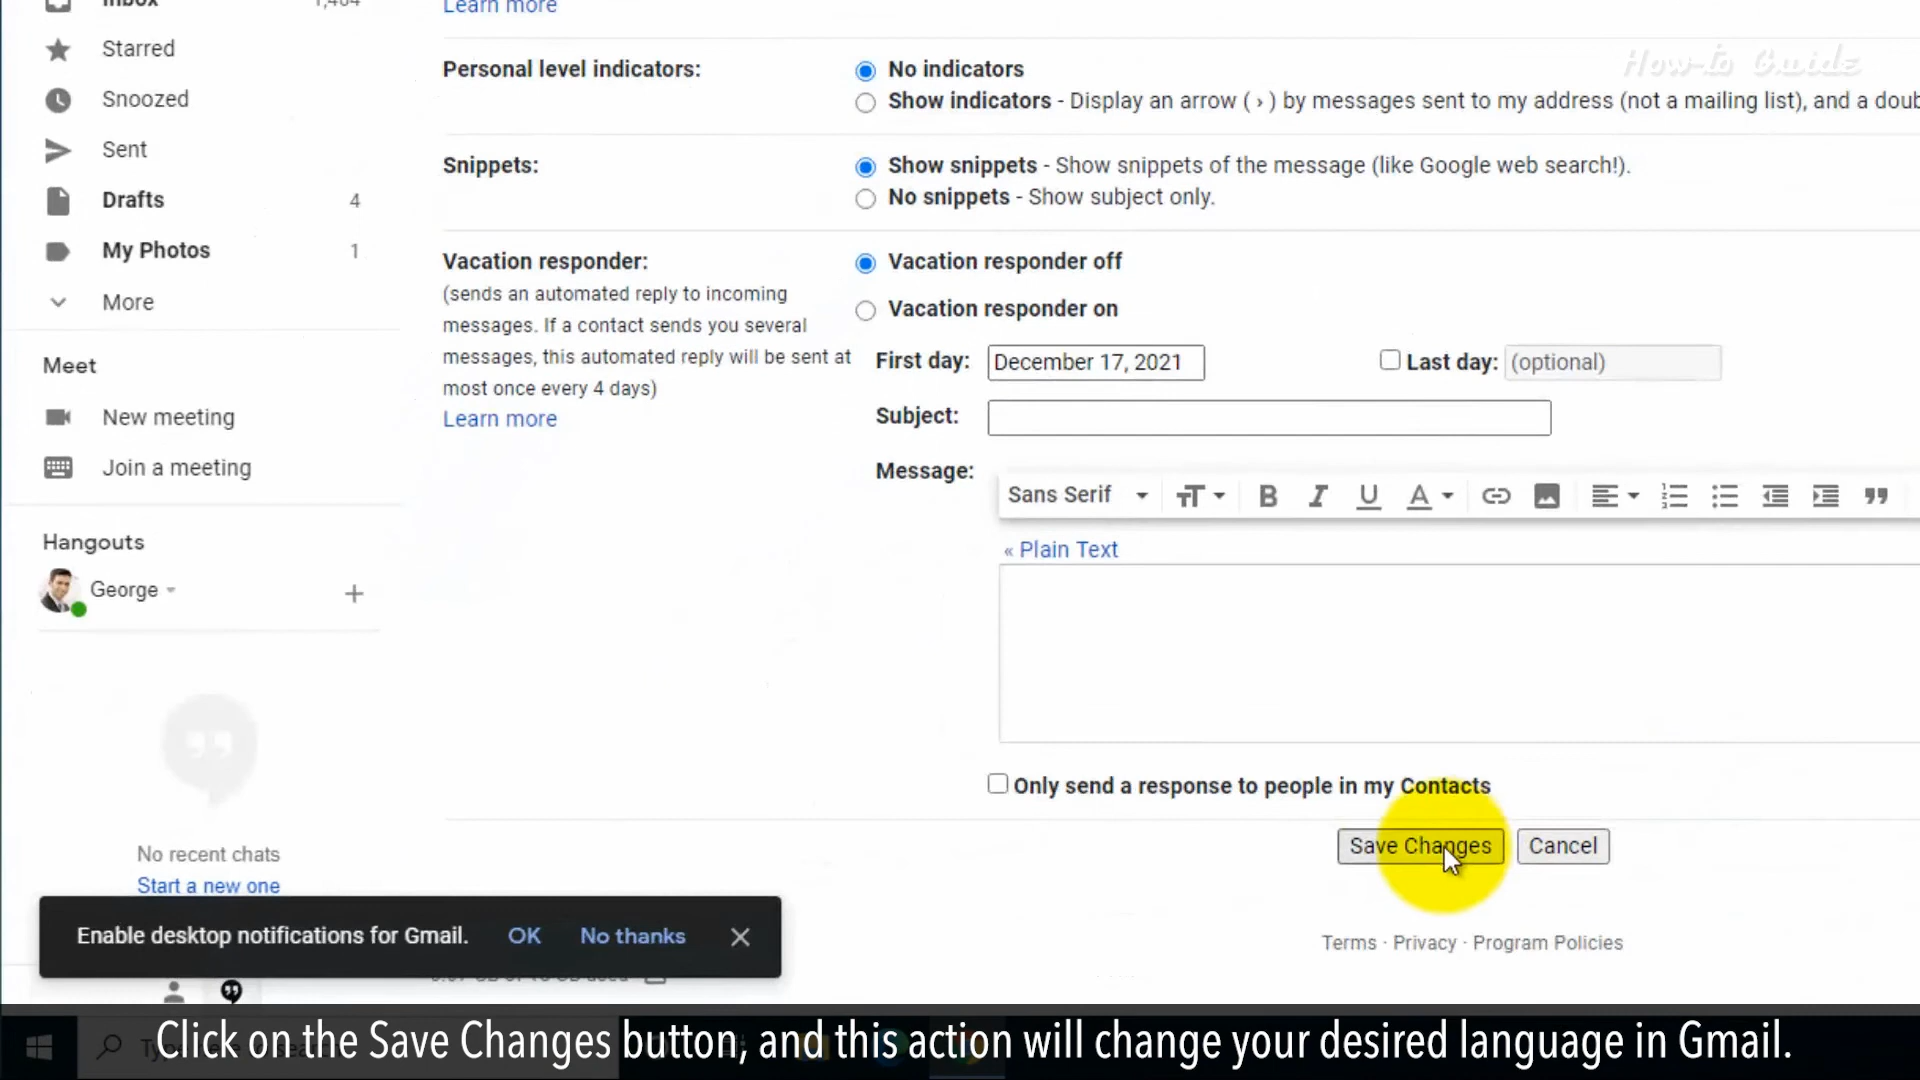 Learn more
Inbox 1,464
How-to Guide
Starred
Snoozed
Sent
Drafts 4
My Photos 1
More
Meet
New meeting
Join a meeting
Hangouts
George
No recent chats
Start a new one
Personal level indicators:
No indicators
Show indicators - Display an arrow ( › ) by messages sent to my address (not a mailing list), and a doub
Snippets:
Show snippets - Show snippets of the message (like Google web search!).
No snippets - Show subject only.
Vacation responder:
(sends an automated reply to incoming
messages. If a contact sends you several
messages, this automated reply will be sent at
most once every 4 days)
Learn more
Vacation responder off
Vacation responder on
First day: December 17, 2021 Last day: (optional)
Subject:
Message:
Sans Serif
« Plain Text
Only send a response to people in my Contacts
Save Changes Cancel
Terms · Privacy · Program Policies
Enable desktop notifications for Gmail. OK No thanks
Click on the Save Changes button, and this action will change your desired language in Gmail.